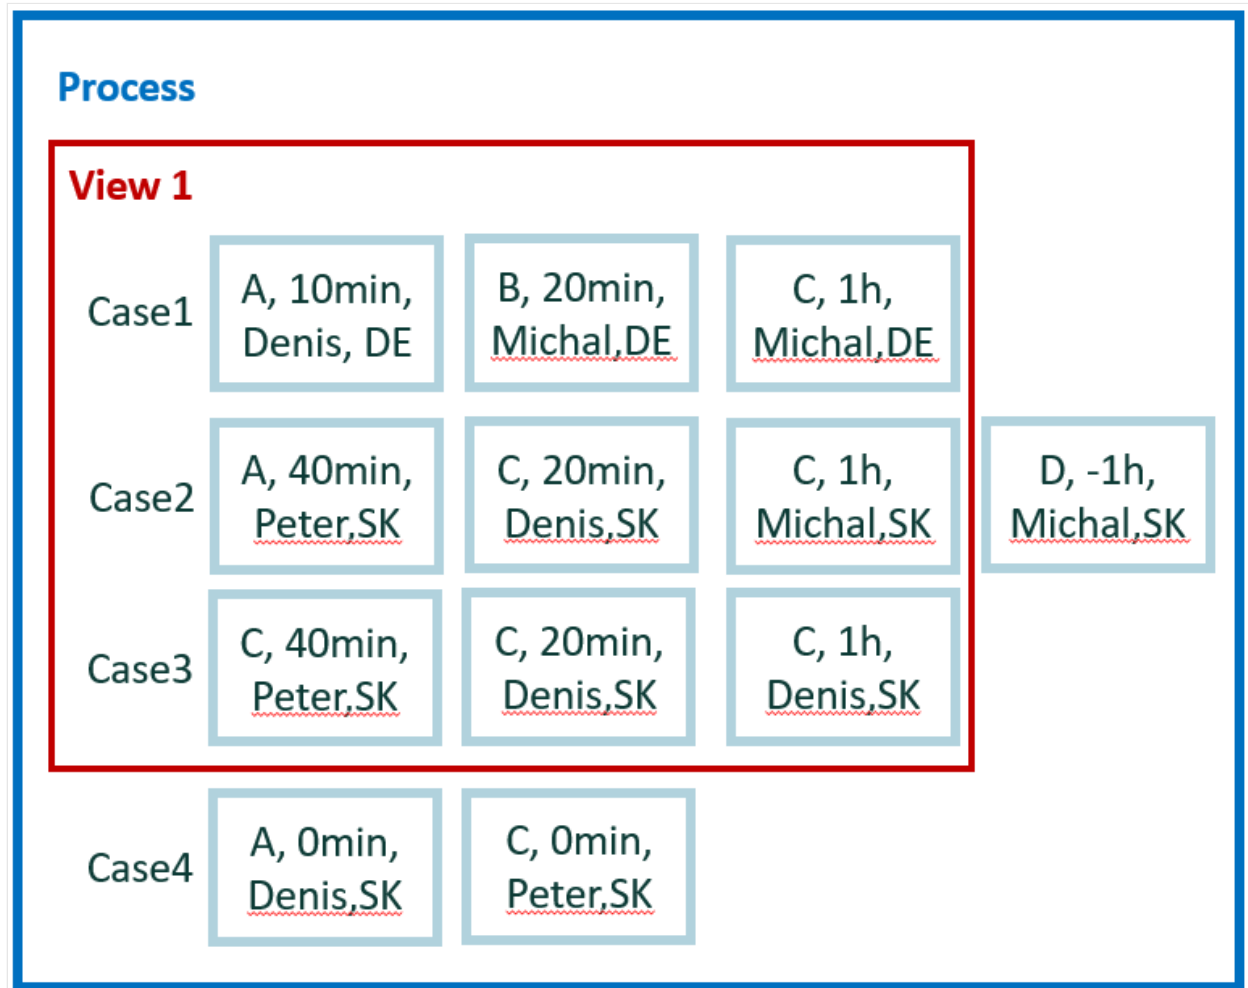 Process
View 1
Case1
A, 10min,
Denis, DE
B, 20min,
Michal,DE
C, 1h,
Michal,DE
Case2
A, 40min,
Peter,SK
C, 20min,
Denis,SK
C, 1h,
Michal,SK
D, -1h,
Michal,SK
Case3
C, 40min,
Peter,SK
C, 20min,
Denis,SK
C, 1h,
Denis,SK
Case4
A, 0min,
Denis,SK
C, 0min,
Peter,SK